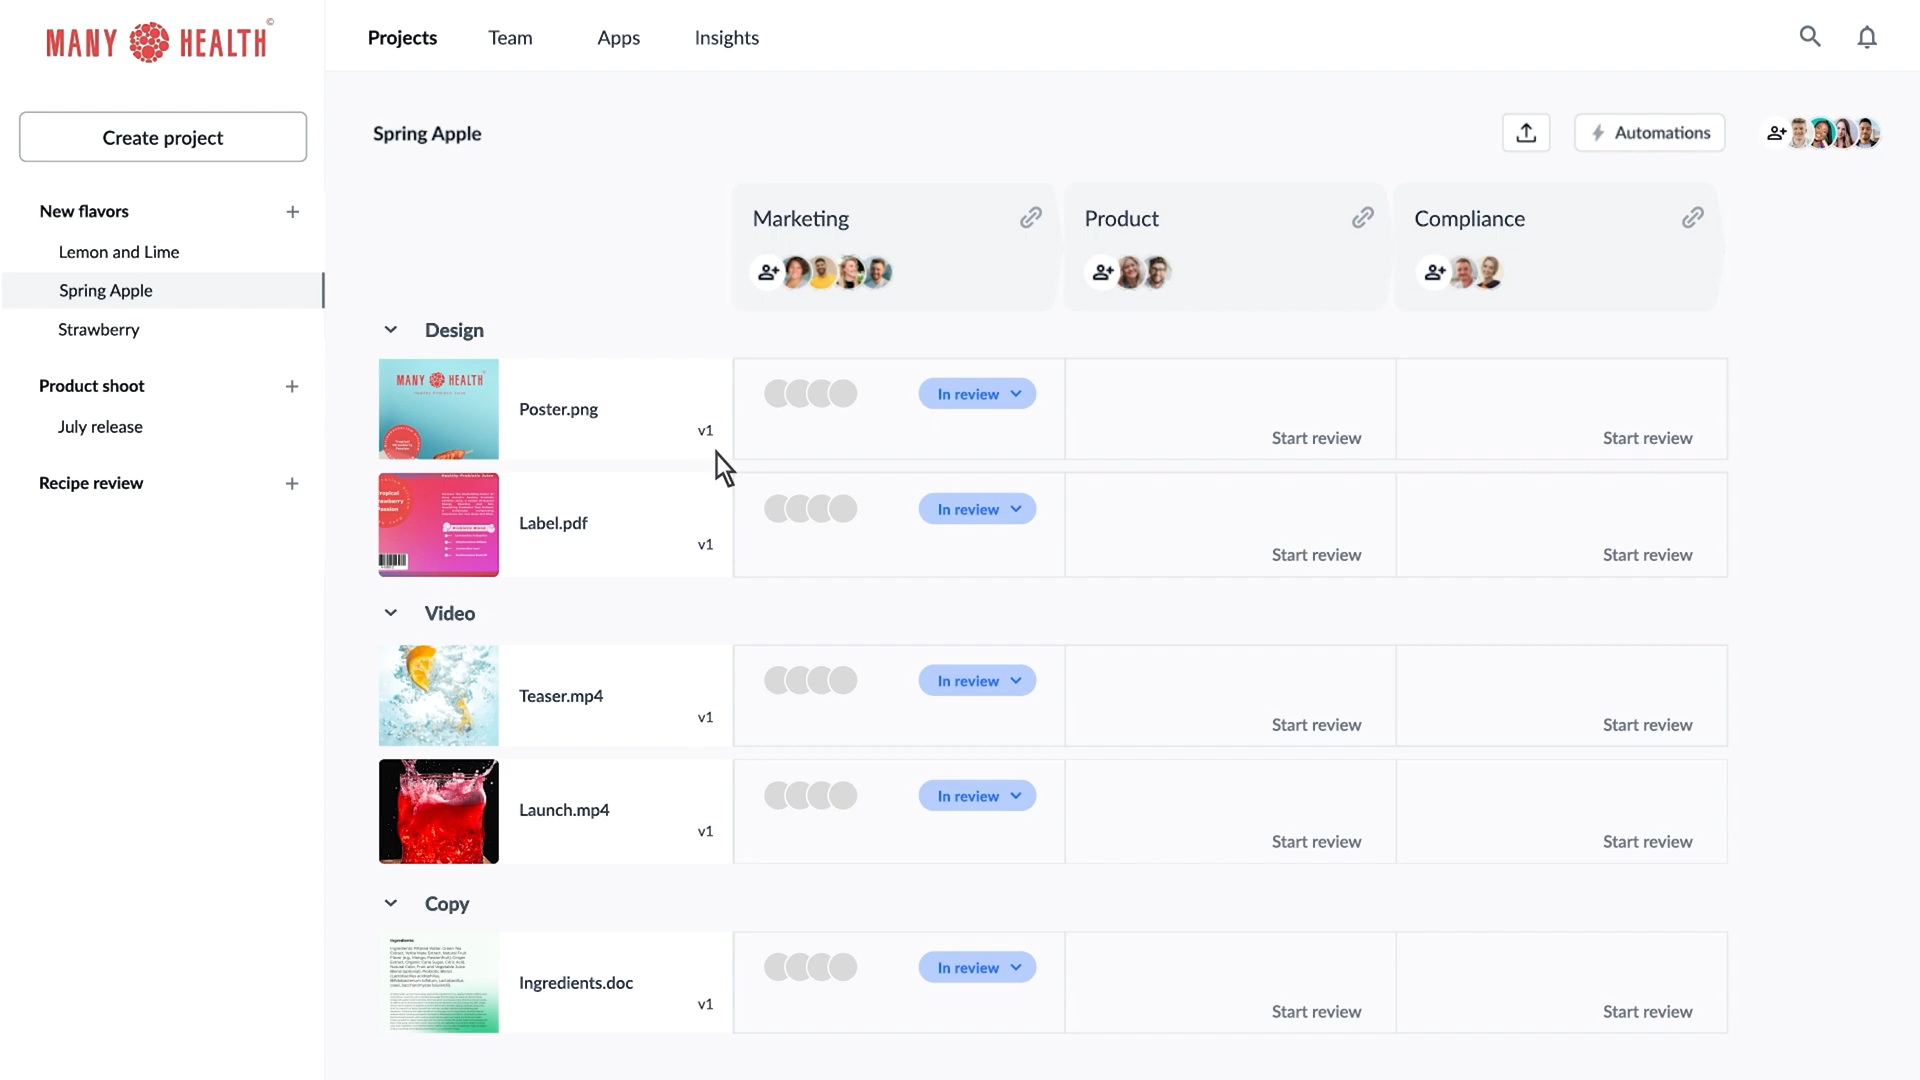 MANY HEALTH
©
Projects
Team
Apps
Insights
Create project
New flavors
Lemon and Lime
Spring Apple
Strawberry
Product shoot
July release
Recipe review
Spring Apple
Automations
Marketing
Product
Compliance
Design
MANY HEALTH
Poster.png
v1
In review
Start review
Start review
Label.pdf
v1
In review
Start review
Start review
Video
Teaser.mp4
v1
In review
Start review
Start review
Launch.mp4
v1
In review
Start review
Start review
Copy
Ingredients.doc
v1
In review
Start review
Start review